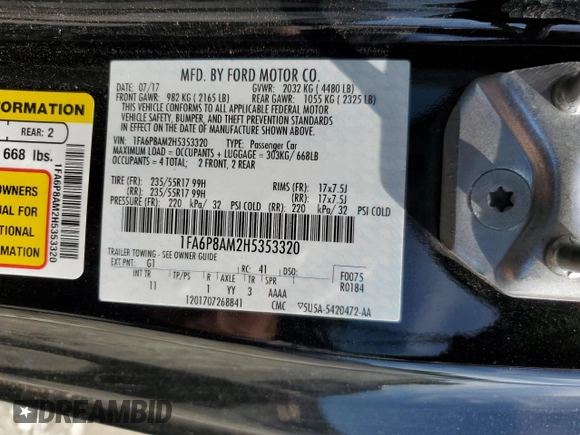 MFD. BY FORD MOTOR CO.
DATE: 07/17 GVWR: 2032 KG ( 4480 LB)
FRONT GAWR: 982 KG ( 2165 LB) REAR GAWR: 1055 KG ( 2325 LB)
THIS VEHICLE CONFORMS TO ALL APPLICABLE FEDERAL MOTOR
VEHICLE SAFETY, BUMPER, AND THEFT PREVENTION STANDARDS IN
EFFECT ON THE DATE OF MANUFACTURE SHOWN ABOVE.
VIN: 1FA6P8AM2H5353320 TYPE: Passenger Car
MAXIMUM LOAD = OCCUPANTS + LUGGAGE = 303KG/ 668LB
OCCUPANTS = 4 TOTAL; 2 FRONT, 2 REAR
TIRE (FR): 235/55R17 99H RIMS (FR): 17x7.5J
(RR): 235/55R17 99H (RR): 17x7.5J
PRESSURE (FR): 220 kPa/ 32 PSI COLD (RR) 220 kPa/ 32 PSI COLD
1FA6P8AM2H5353320
TRAILER TOWING - SEE OWNER GUIDE
EXT PNT: G1 RC: 41 DSO: F0075
INT TR TP/PS R AXLE TR SPR R0184
11 1 YY 3 AAAA
1201707268841 CMC SUSA-5420472-AA
FORMATION
REAR: 2
668 lbs.
OWNERS
UAL FOR
TIONAL
MATION
1FA6P8AM2H5353320
DREAMBID